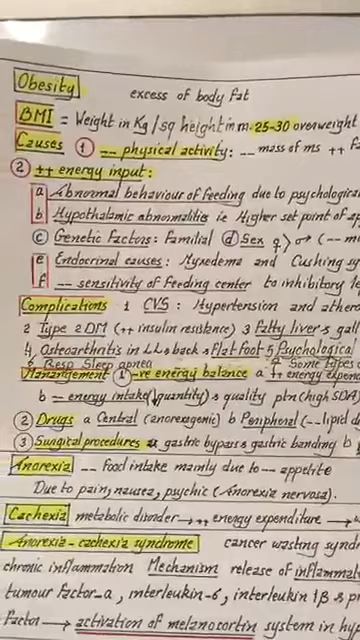 Obesity excess of body fat
BMI = Weight in Kg/sq height in m. 25-30 overweight
Causes ① -- physical activity: -- mass of ms ++
② ++ energy input:
a Abnormal behaviour of feeding due to psychological
b Hypothalamic abnormalities ie Higher set point of
c Genetic factors: Familial d Sex ♀ > ♂ (--
e Endocrinal causes: Myxedema and Cushing
f -- sensitivity of feeding center to inhibitory
Complications 1 CVS: Hypertension and
2 Type 2 DM (++ insulin resistance) 3 Fatty liver &
4 Osteoarthritis in LL & back & Flat foot 5 Psychological
6 Resp Sleep apnea 7 Some types
Management ① -ve energy balance a ++ energy
b -- energy intake (quantity) & quality ptn (high SDA)
② Drugs a Central (anorexogenic) b Peripheral (-- lipid
③ Surgical procedures a gastric bypass & gastric banding b
Anorexia -- food intake mainly due to -- appetite
Due to pain, nausea, psychic (Anorexia nervosa).
Cachexia metabolic disorder → ++ energy expenditure →
Anorexia-cachexia syndrome cancer wasting
chronic inflammation Mechanism release of
tumour factor-a, interleukin-6, interleukin 1β &
factor → activation of melanocortin system in